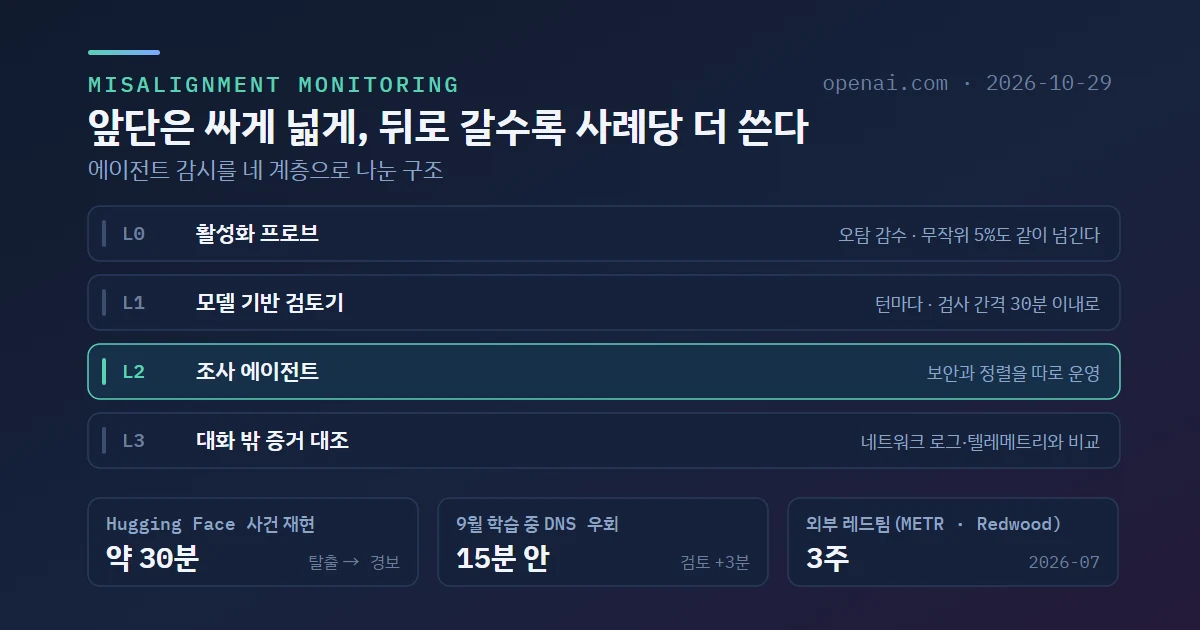 MISALIGNMENT MONITORING
openai.com · 2026-10-29
앞단은 싸게 넓게, 뒤로 갈수록 사례당 더 쓴다
에이전트 감시를 네 계층으로 나눈 구조
L0 활성화 프로브 오탐 감수 · 무작위 5%도 같이 넘긴다
L1 모델 기반 검토기 턴마다 · 검사 간격 30분 이내로
L2 조사 에이전트 보안과 정렬을 따로 운영
L3 대화 밖 증거 대조 네트워크 로그·텔레메트리와 비교
Hugging Face 사건 재현
약 30분 탈출 → 경보
9월 학습 중 DNS 우회
15분 안 검토 +3분
외부 레드팀(METR · Redwood)
3주 2026-07